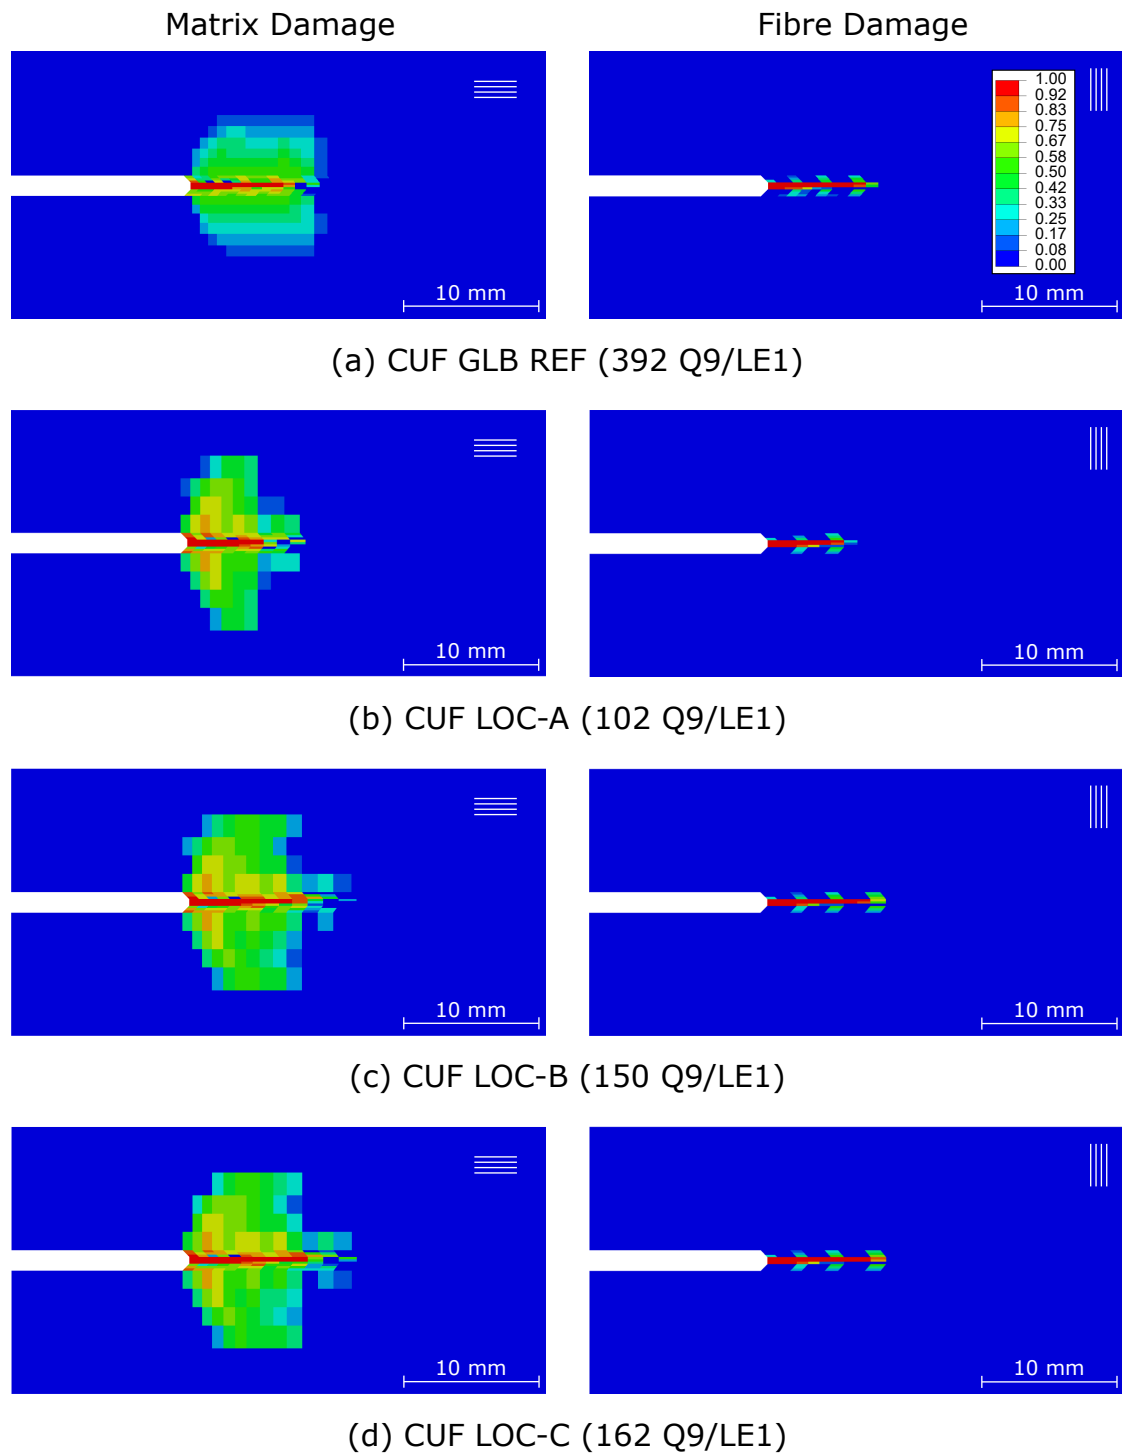 Matrix Damage
Fibre Damage
1.00
0.92
0.83
0.75
0.67
0.58
0.50
0.42
0.33
0.25
0.17
0.08
0.00
10 mm
10 mm
(a) CUF GLB REF (392 Q9/LE1)
10 mm
10 mm
(b) CUF LOC-A (102 Q9/LE1)
10 mm
10 mm
(c) CUF LOC-B (150 Q9/LE1)
10 mm
10 mm
(d) CUF LOC-C (162 Q9/LE1)